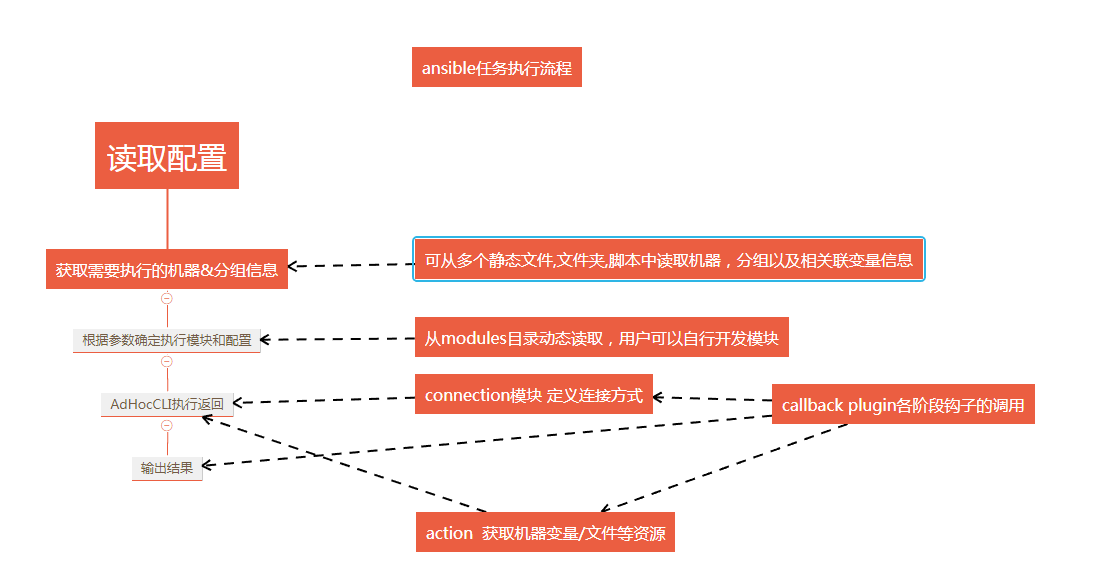 ansible任务执行流程
读取配置
获取需要执行的机器&分组信息
可从多个静态文件,文件夹,脚本中读取机器，分组以及相关联变量信息
根据参数确定执行模块和配置
从modules目录动态读取，用户可以自行开发模块
AdHocCLI执行返回
connection模块 定义连接方式
callback plugin各阶段钩子的调用
输出结果
action 获取机器变量/文件等资源